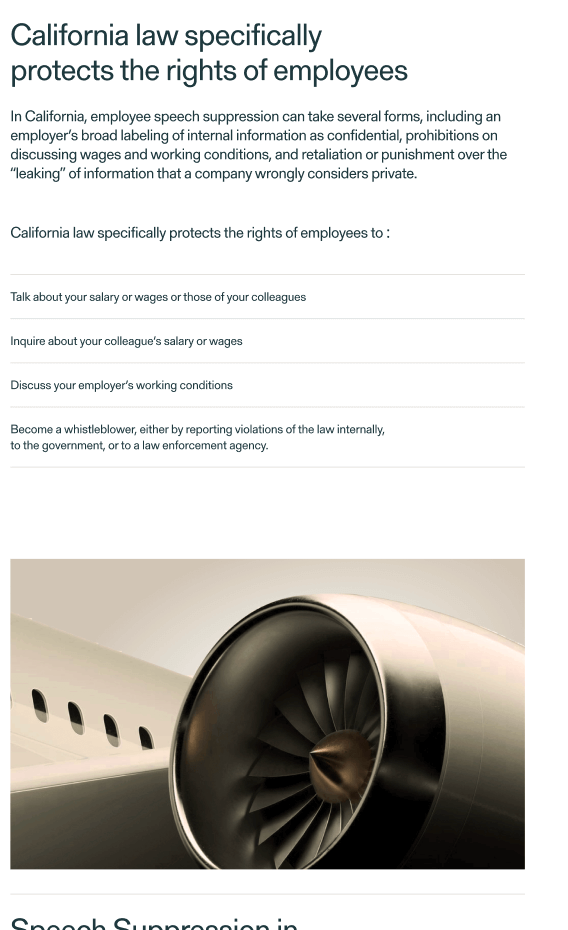 California law specifically
protects the rights of employees
In California, employee speech suppression can take several forms, including an
employer’s broad labeling of internal information as confidential, prohibitions on
discussing wages and working conditions, and retaliation or punishment over the
“leaking” of information that a company wrongly considers private.
California law specifically protects the rights of employees to :
Talk about your salary or wages or those of your colleagues
Inquire about your colleague’s salary or wages
Discuss your employer’s working conditions
Become a whistleblower, either by reporting violations of the law internally,
to the government, or to a law enforcement agency.
Speech Suppression in